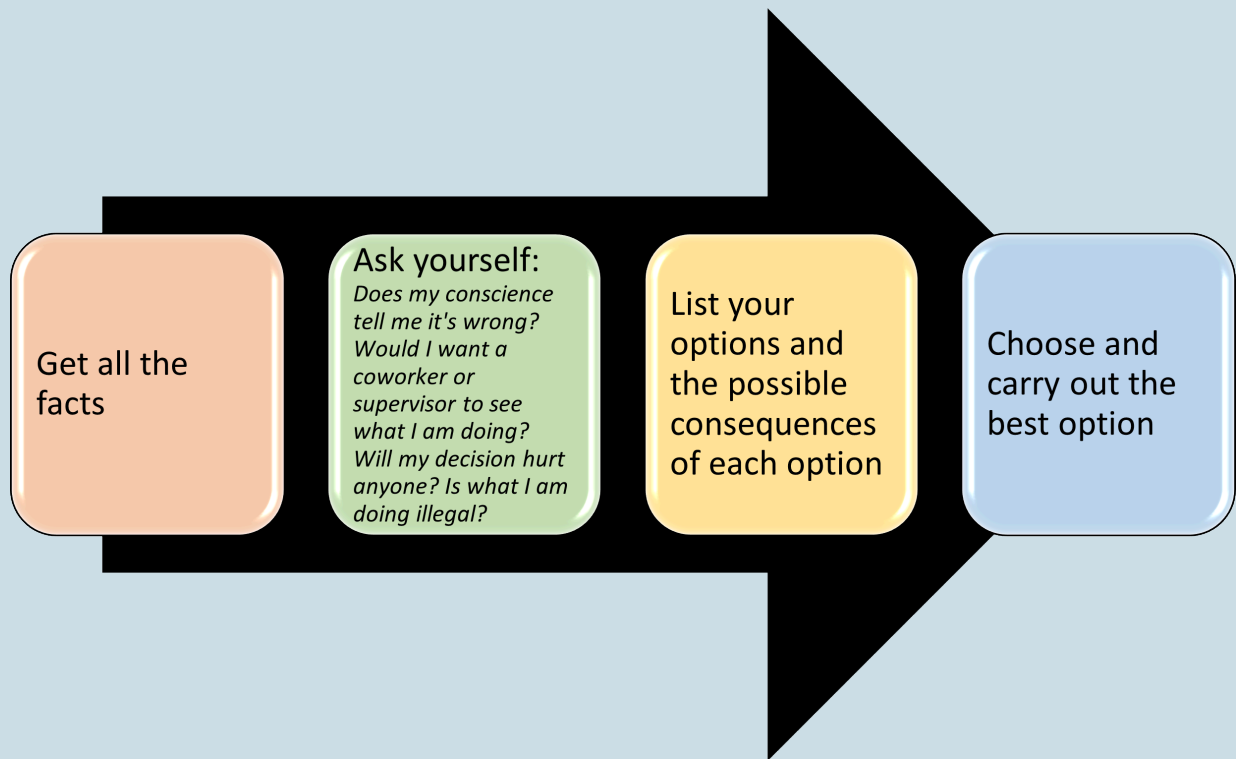 Get all the
facts
Ask yourself:
Does my conscience
tell me it's wrong?
Would I want a
coworker or
supervisor to see
what I am doing?
Will my decision hurt
anyone? Is what I am
doing illegal?
List your
options and
the possible
consequences
of each option
Choose and
carry out the
best option